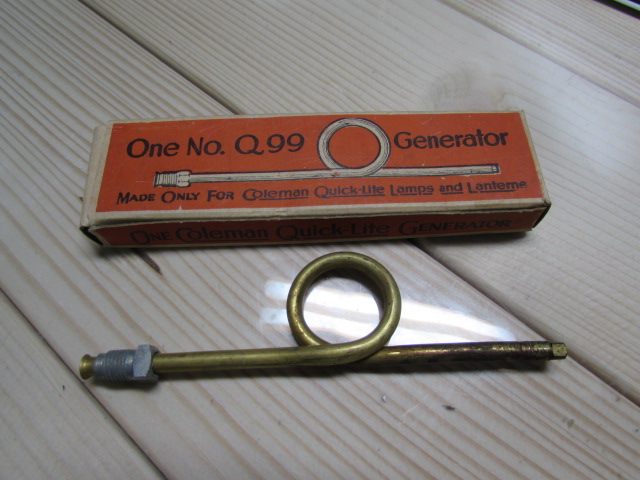 One No. Q99 Generator
Made Only For Coleman Quick-Lite Lamps and Lanterns
One Coleman Quick-Lite Generator